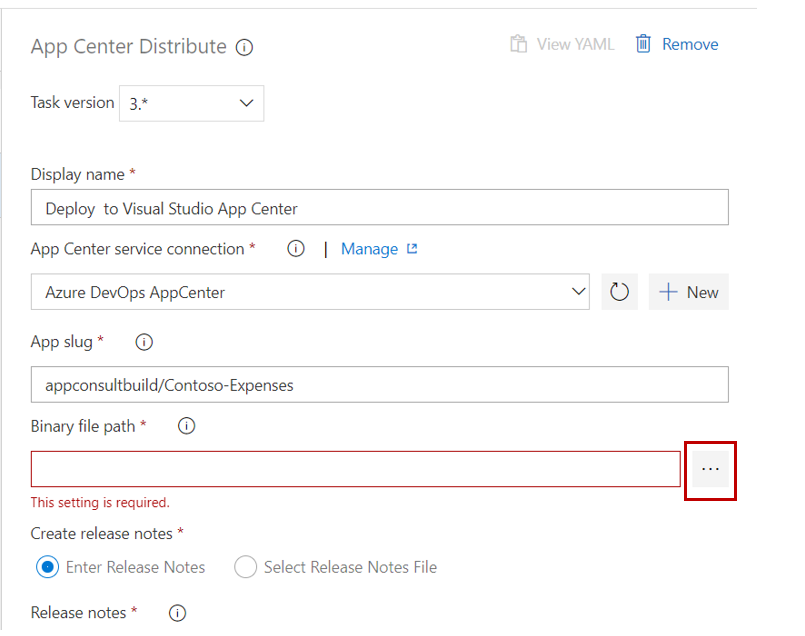 App Center Distribute
View YAML
Remove
Task version 3.*
Display name *
Deploy  to Visual Studio App Center
App Center service connection * | Manage
Azure DevOps AppCenter
New
App slug *
appconsultbuild/Contoso-Expenses
Binary file path *
...
This setting is required.
Create release notes *
Enter Release Notes
Select Release Notes File
Release notes *